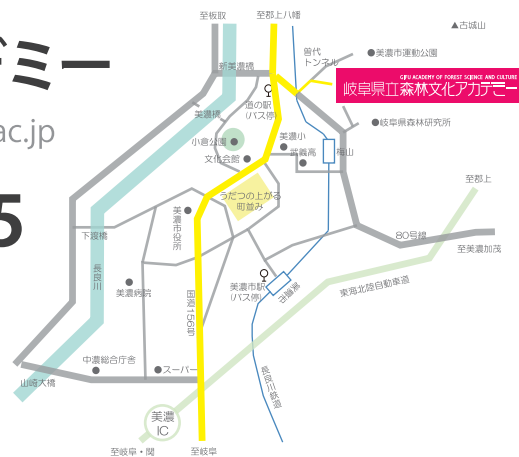 至板取
至郡上八幡
▲古城山
ミー
曽代
トンネル
●美濃市運動公園
新美濃橋
GIFU ACADEMY OF FOREST SCIENCE AND CULTURE
岐阜県立森林文化アカデミー
ac.jp
道の駅
(バス停)
美濃橋
●岐阜県森林研究所
小倉公園
美濃小
文化会館
武義高
梅山
至郡上
5
うだつの上がる
町並み
美濃市役所
下渡橋
80号線
至美濃加茂
長良川
美濃市駅
(バス停)
美濃市
東海北陸自動車道
美濃病院
国道156号
中濃総合庁舎
●スーパー
山崎大橋
長良川鉄道
美濃
IC
至岐阜・関
至岐阜